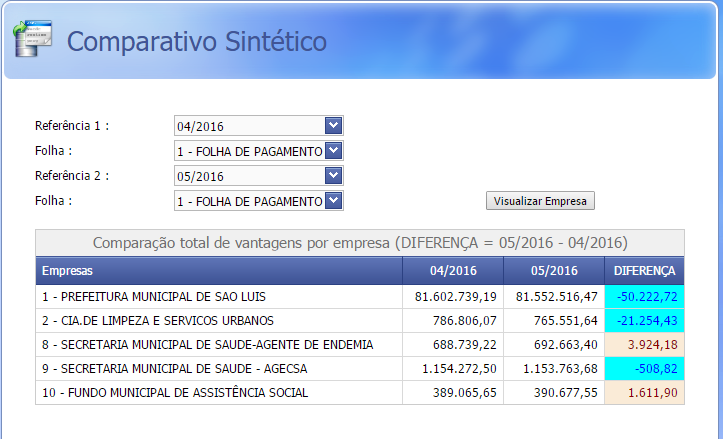 Comparativo Sintético
Referência 1 : 04/2016
Folha : 1 - FOLHA DE PAGAMENTO
Referência 2 : 05/2016
Folha : 1 - FOLHA DE PAGAMENTO Visualizar Empresa
Comparação total de vantagens por empresa (DIFERENÇA = 05/2016 - 04/2016)
Empresas 04/2016 05/2016 DIFERENÇA
1 - PREFEITURA MUNICIPAL DE SAO LUIS 81.602.739,19 81.552.516,47 -50.222,72
2 - CIA.DE LIMPEZA E SERVICOS URBANOS 786.806,07 765.551,64 -21.254,43
8 - SECRETARIA MUNICIPAL DE SAUDE-AGENTE DE ENDEMIA 688.739,22 692.663,40 3.924,18
9 - SECRETARIA MUNICIPAL DE SAUDE - AGECSA 1.154.272,50 1.153.763,68 -508,82
10 - FUNDO MUNICIPAL DE ASSISTÊNCIA SOCIAL 389.065,65 390.677,55 1.611,90